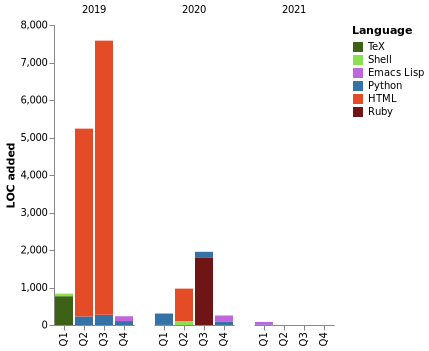 2019 2020 2021
LOC added
8,000
7,000
6,000
5,000
4,000
3,000
2,000
1,000
0
Q1 Q2 Q3 Q4 Q1 Q2 Q3 Q4 Q1 Q2 Q3 Q4
Language
TeX
Shell
Emacs Lisp
Python
HTML
Ruby